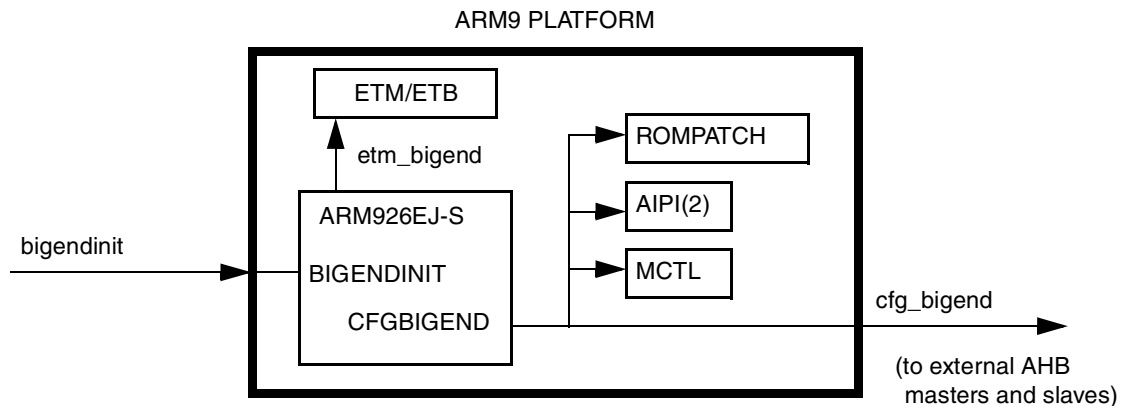 ARM9 PLATFORM
ETM/ETB
etm_bigend
ROMPATCH
AIPI(2)
MCTL
ARM926EJ-S
bigendinit
BIGENDINIT
CFGBIGEND
cfg_bigend
(to external AHB
masters and slaves)